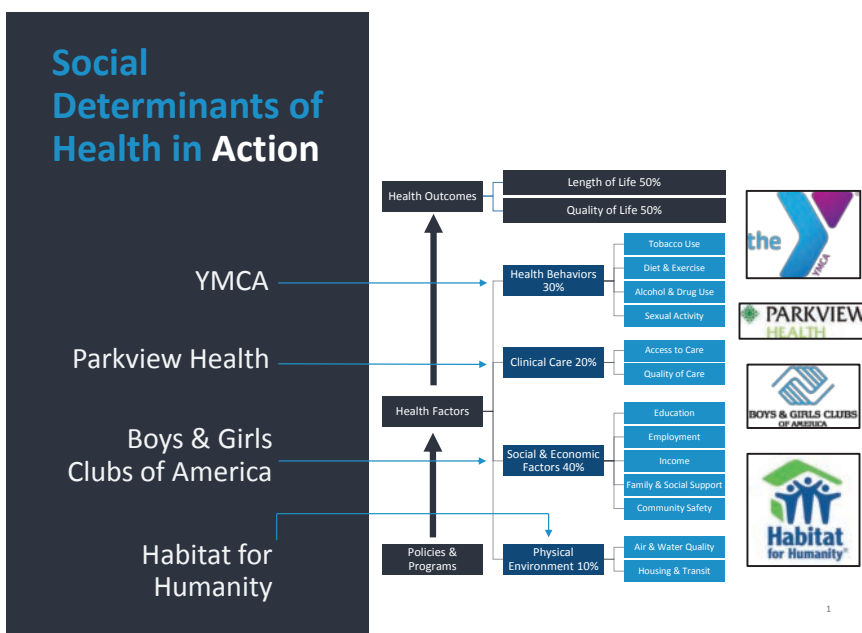 Social
Determinants of
Health in Action
YMCA
Parkview Health
Boys & Girls
Clubs of America
Habitat for
Humanity
Health Outcomes
Length of Life 50%
Quality of Life 50%
Health Factors
Policies &
Programs
Health Behaviors
30%
Tobacco Use
Diet & Exercise
Alcohol & Drug Use
Sexual Activity
Clinical Care 20%
Access to Care
Quality of Care
Social & Economic
Factors 40%
Education
Employment
Income
Family & Social Support
Community Safety
Physical
Environment 10%
Air & Water Quality
Housing & Transit
the
YMCA
PARKVIEW
HEALTH
BOYS & GIRLS CLUBS
OF AMERICA
Habitat
for Humanity®
1